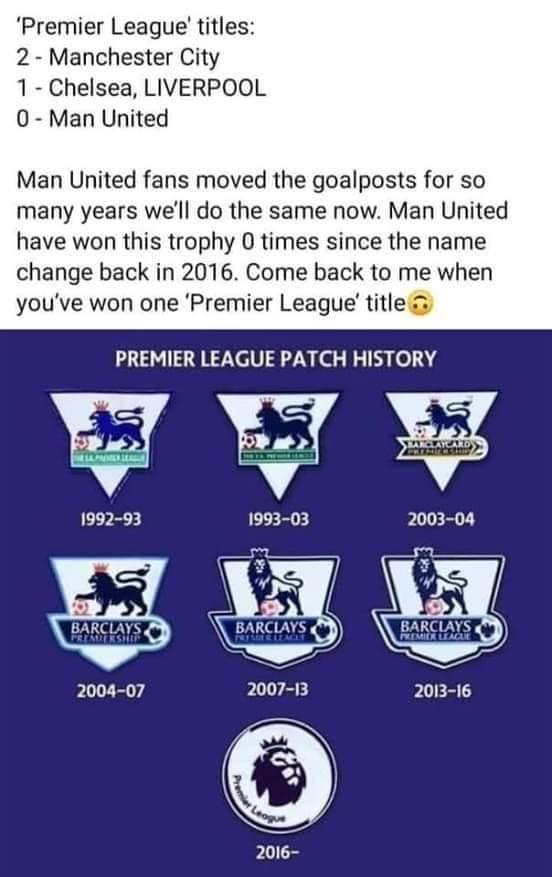 'Premier League' titles:
2 - Manchester City
1 - Chelsea, LIVERPOOL
0 - Man United
Man United fans moved the goalposts for so
many years we'll do the same now. Man United
have won this trophy 0 times since the name
change back in 2016. Come back to me when
you've won one 'Premier League' title🙃
PREMIER LEAGUE PATCH HISTORY
THE F.A. PREMIER LEAGUE
THE F.A. PREMIER LEAGUE
BARCLAYCARD
PREMIERSHIP
1992-93
1993-03
2003-04
BARCLAYS
PREMIERSHIP
BARCLAYS
PREMIER LEAGUE
BARCLAYS
PREMIER LEAGUE
2004-07
2007-13
2013-16
Premier League
2016-